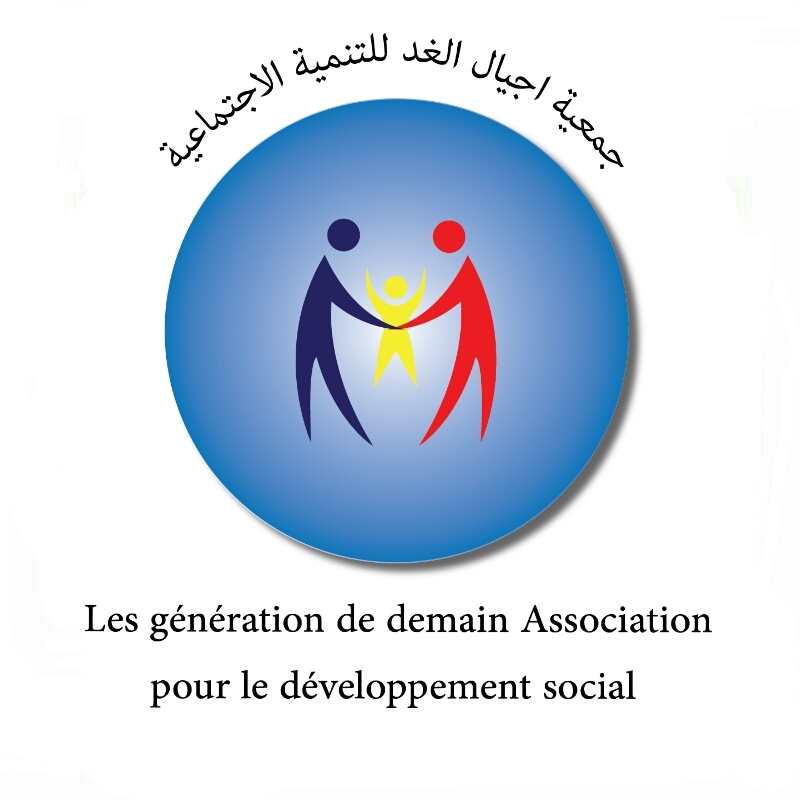 جمعية اجيال الغد للتنمية الاجتماعية
Les génération de demain Association
pour le développement social